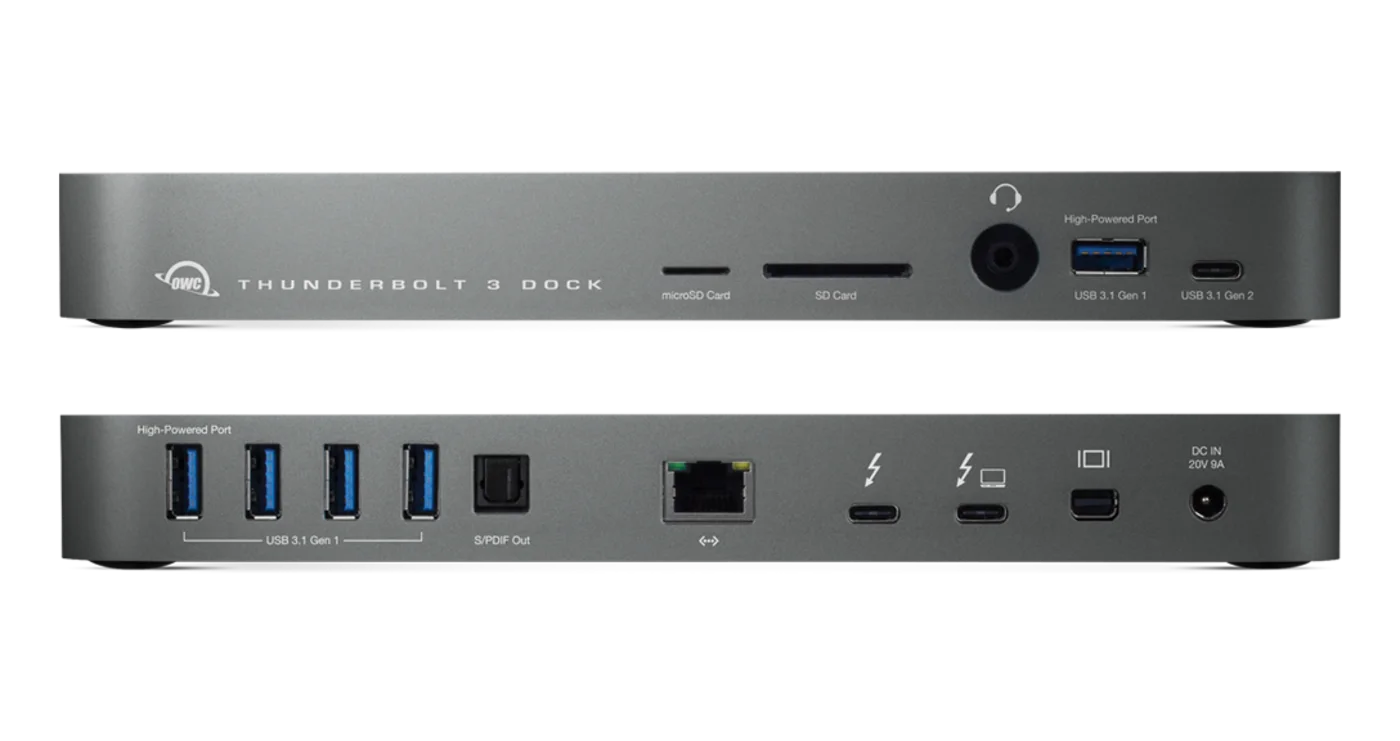 OWC
THUNDERBOLT 3 DOCK
microSD Card
SD Card
High-Powered Port
USB 3.1 Gen 1
USB 3.1 Gen 2
High-Powered Port
USB 3.1 Gen 1
S/PDIF Out
DC IN
20V 9A